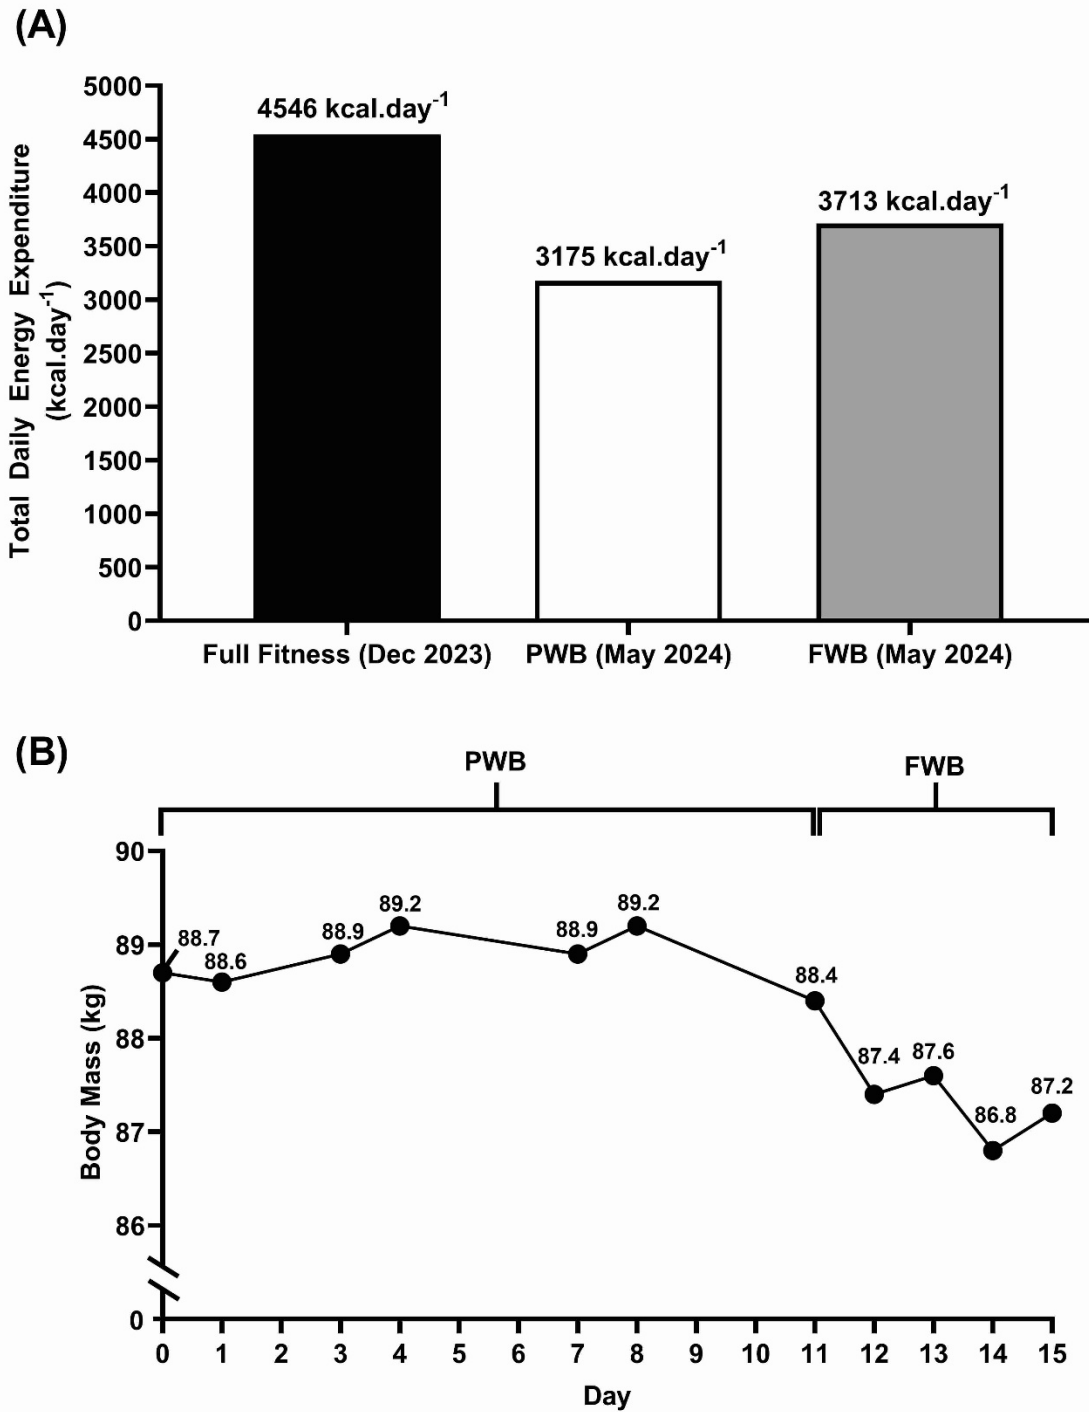 (A)
Total Daily Energy Expenditure
(kcal.day-1)
5000
4500
4000
3500
3000
2500
2000
1500
1000
500
0
4546 kcal.day-1
3175 kcal.day-1
3713 kcal.day-1
Full Fitness (Dec 2023)
PWB (May 2024)
FWB (May 2024)
(B)
PWB
FWB
Body Mass (kg)
90
89
88
87
86
0
88.7
88.6
88.9
89.2
88.9
89.2
88.4
87.4
87.6
86.8
87.2
0 1 2 3 4 5 6 7 8 9 10 11 12 13 14 15
Day